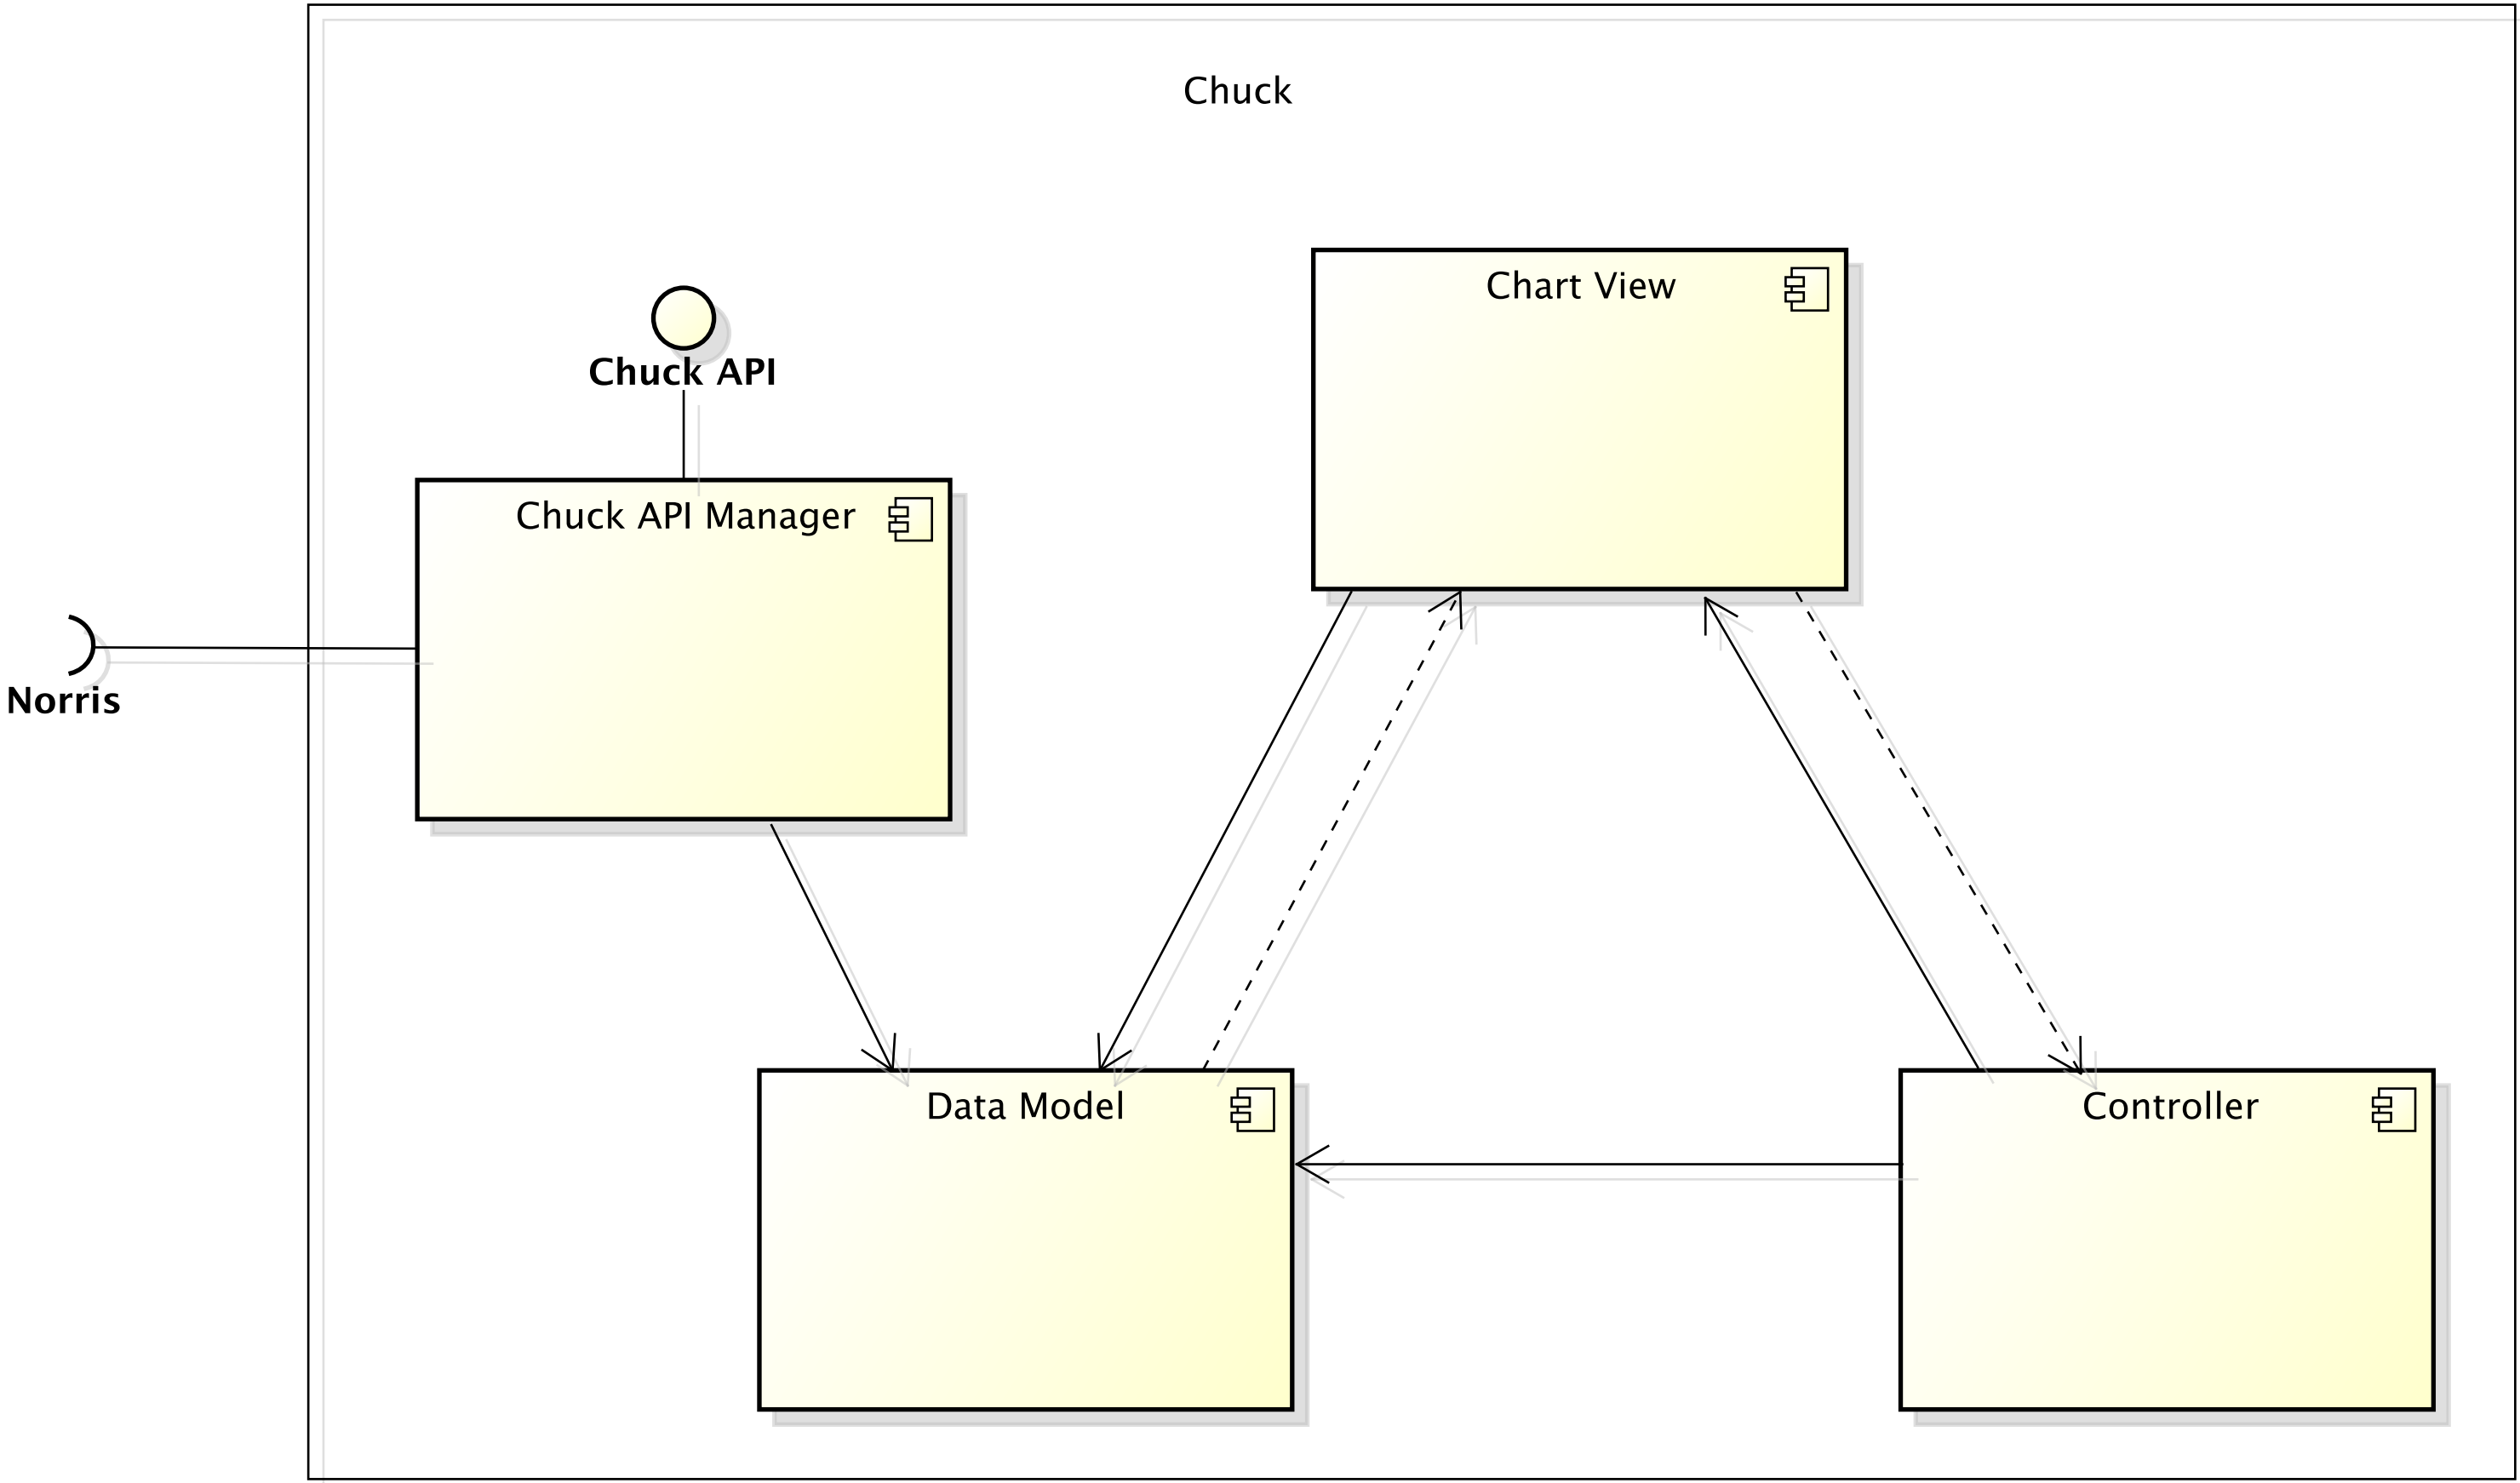 Chuck
Chart View
Chuck API
Chuck API Manager
Norris
Data Model
Controller